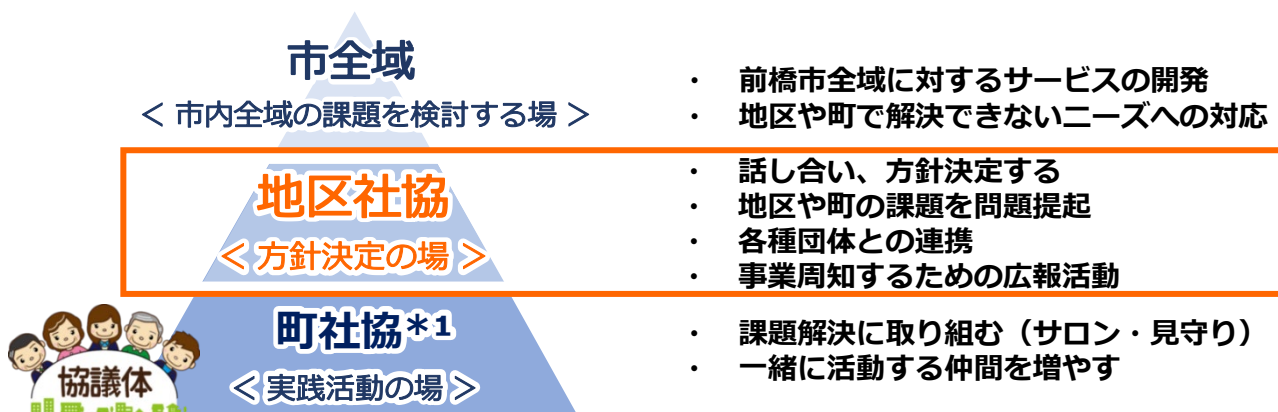 市全域
< 市内全域の課題を検討する場 >
・ 前橋市全域に対するサービスの開発
・ 地区や町で解決できないニーズへの対応
地区社協
< 方針決定の場 >
・ 話し合い、方針決定する
・ 地区や町の課題を問題提起
・ 各種団体との連携
・ 事業周知するための広報活動
町社協*1
< 実践活動の場 >
・ 課題解決に取り組む（サロン・見守り）
・ 一緒に活動する仲間を増やす
協議体